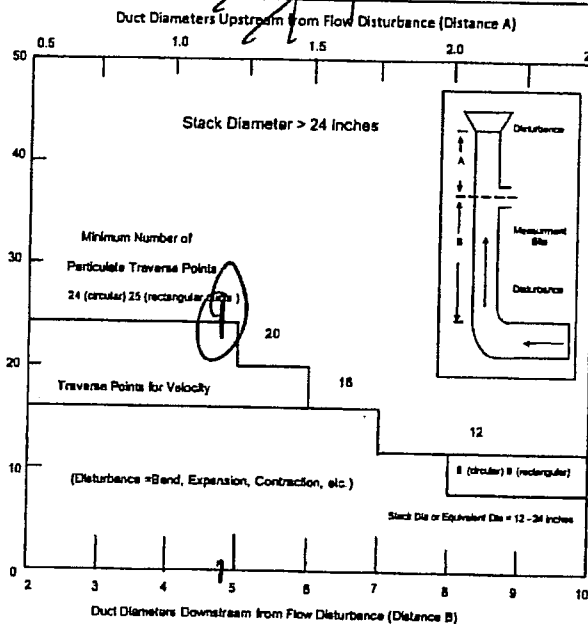 Duct Diameters Upstream from Flow Disturbance (Distance A)
0.5 1.0 1.5 2.0 2
50
Stack Diameter > 24 inches
Disturbance
A
40
Measurment
Site
B
Minimum Number of
30
Particulate Traverse Points
Disturbance
24 (circular) 25 (rectangular ducts)
20
20
16
Traverse Points for Velocity
12
10
8 (circular) 9 (rectangular)
(Disturbance =Bend, Expansion, Contraction, etc.)
Stack Dia or Equivalent Dia = 12 - 24 inches
0
2 3 4 5 6 7 8 9 10
Duct Diameters Downstream from Flow Disturbance (Distance B)